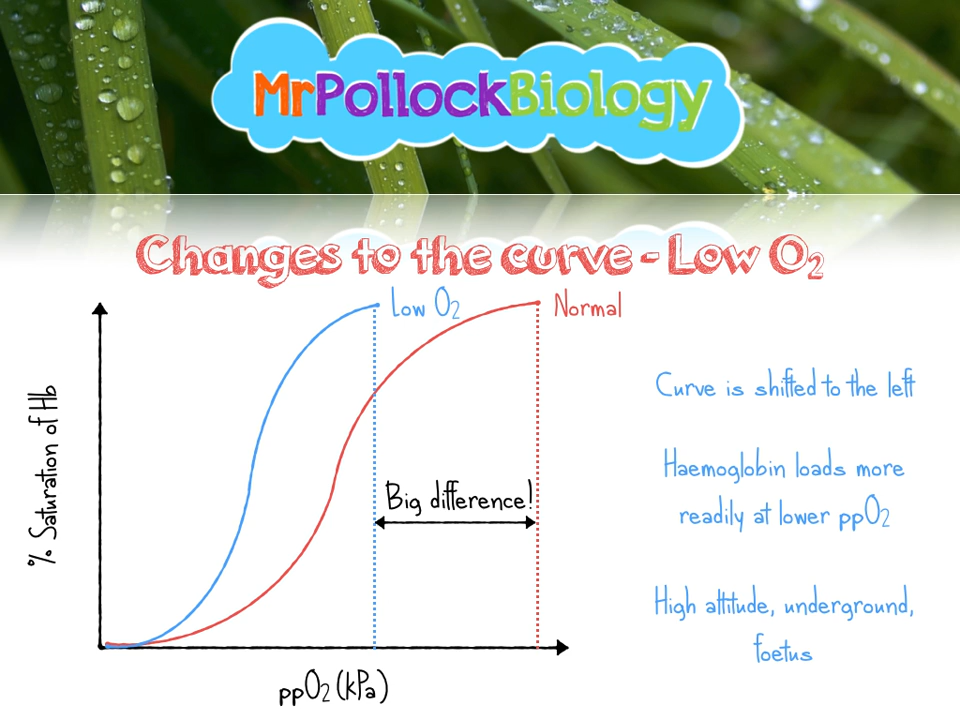 MrPollockBiology
Changes to the curve - Low O₂
Low O₂
Normal
% Saturation of Hb
Big difference!
ppO₂ (kPa)
Curve is shifted to the left
Haemoglobin loads more
readily at lower ppO₂
High altitude, underground,
foetus